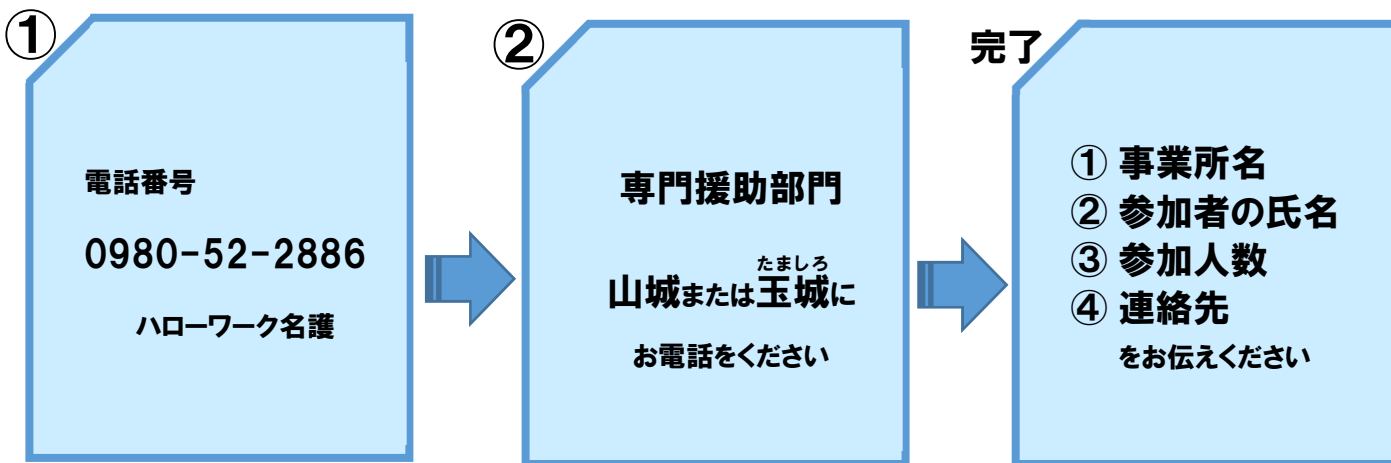 ①
電話番号
0980-52-2886
ハローワーク名護
②
専門援助部門
たましろ
山城または玉城に
お電話をください
完了
① 事業所名
② 参加者の氏名
③ 参加人数
④ 連絡先
をお伝えください